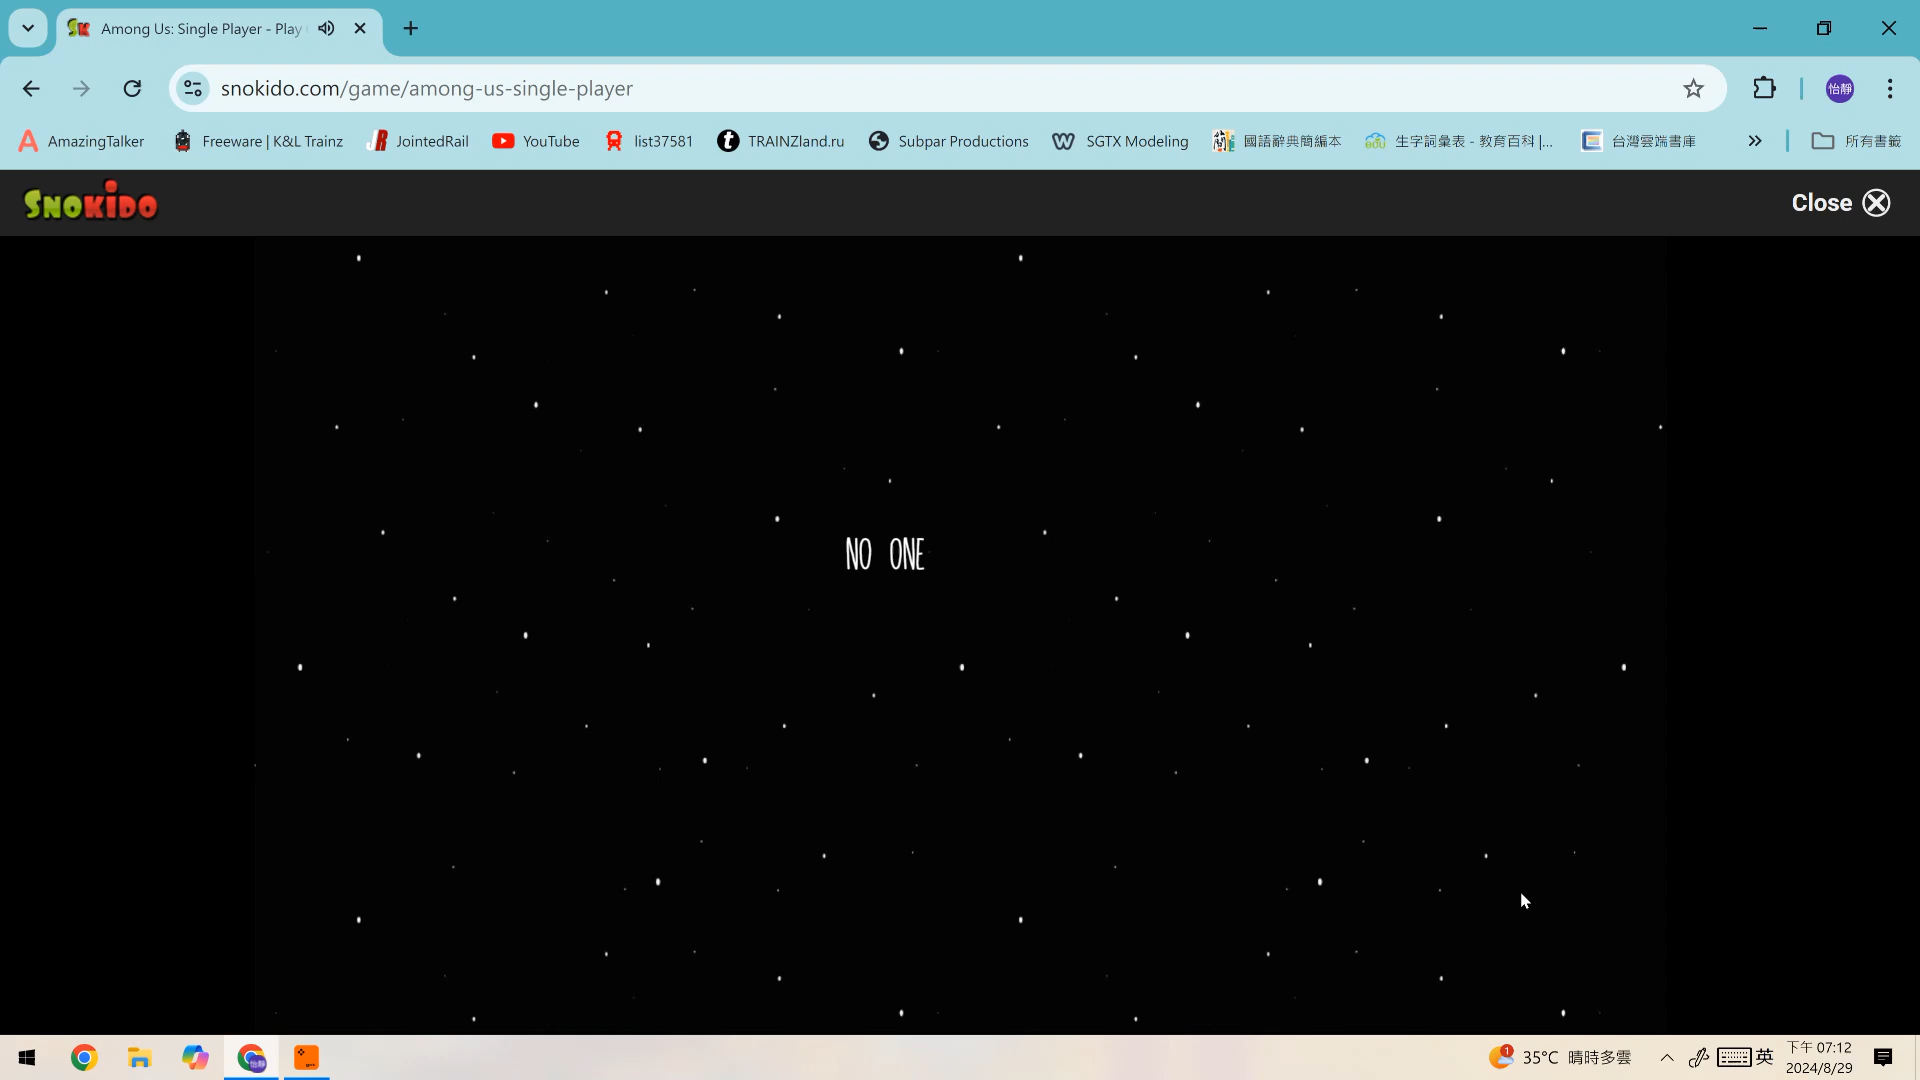 Among Us: Single Player - Play
snokido.com/game/among-us-single-player
怡靜
AmazingTalker
Freeware | K&L Trainz
JointedRail
YouTube
list37581
TRAINZland.ru
Subpar Productions
SGTX Modeling
國語辭典簡編本
生字詞彙表 - 教育百科 |...
台灣雲端書庫
所有書籤
SNOKIDO
Close
NO ONE
1
35°C 晴時多雲
英
下午 07:12
2024/8/29